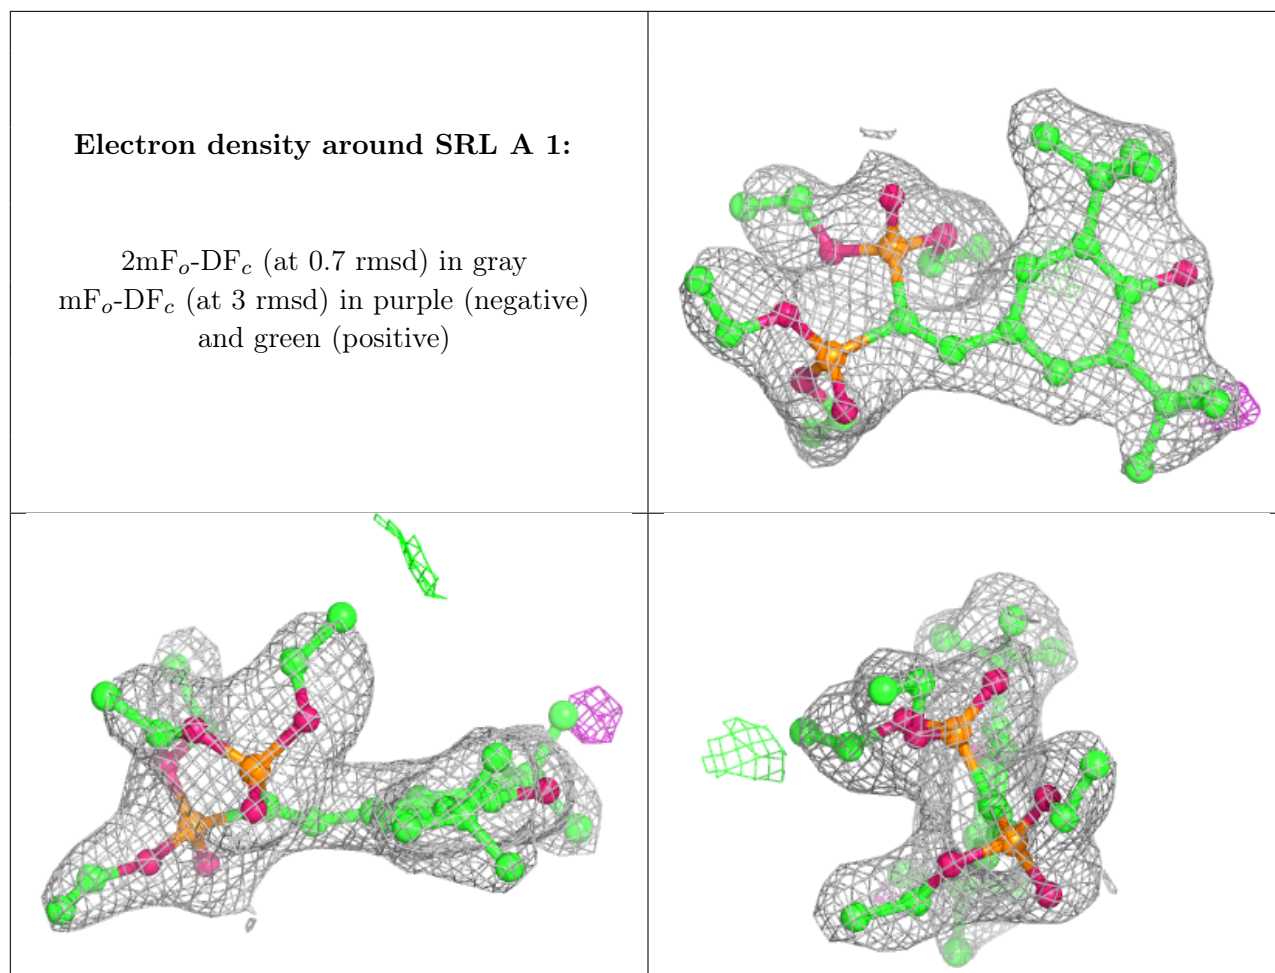 Electron density around SRL A 1:
2mFₒ-DF𝒸 (at 0.7 rmsd) in gray
mFₒ-DF𝒸 (at 3 rmsd) in purple (negative)
and green (positive)